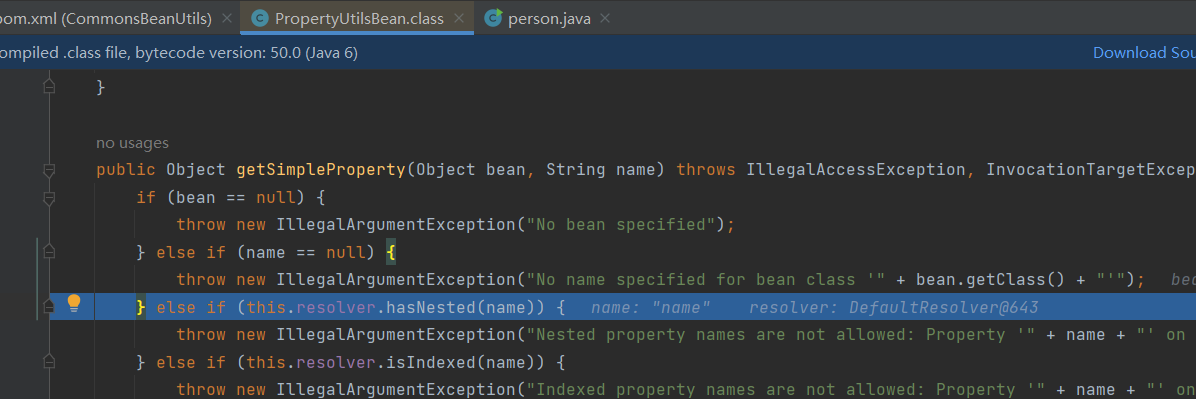 pom.xml (CommonsBeanUtils) × PropertyUtilsBean.class × person.java ×
ompiled .class file, bytecode version: 50.0 (Java 6) Download Sou
}
no usages
public Object getSimpleProperty(Object bean, String name) throws IllegalAccessException, InvocationTargetExcep
if (bean == null) {
throw new IllegalArgumentException("No bean specified");
} else if (name == null) {
throw new IllegalArgumentException("No name specified for bean class '" + bean.getClass() + "'"); bea
} else if (this.resolver.hasNested(name)) { name: "name" resolver: DefaultResolver@643
throw new IllegalArgumentException("Nested property names are not allowed: Property '" + name + "' on
} else if (this.resolver.isIndexed(name)) {
throw new IllegalArgumentException("Indexed property names are not allowed: Property '" + name + "' on